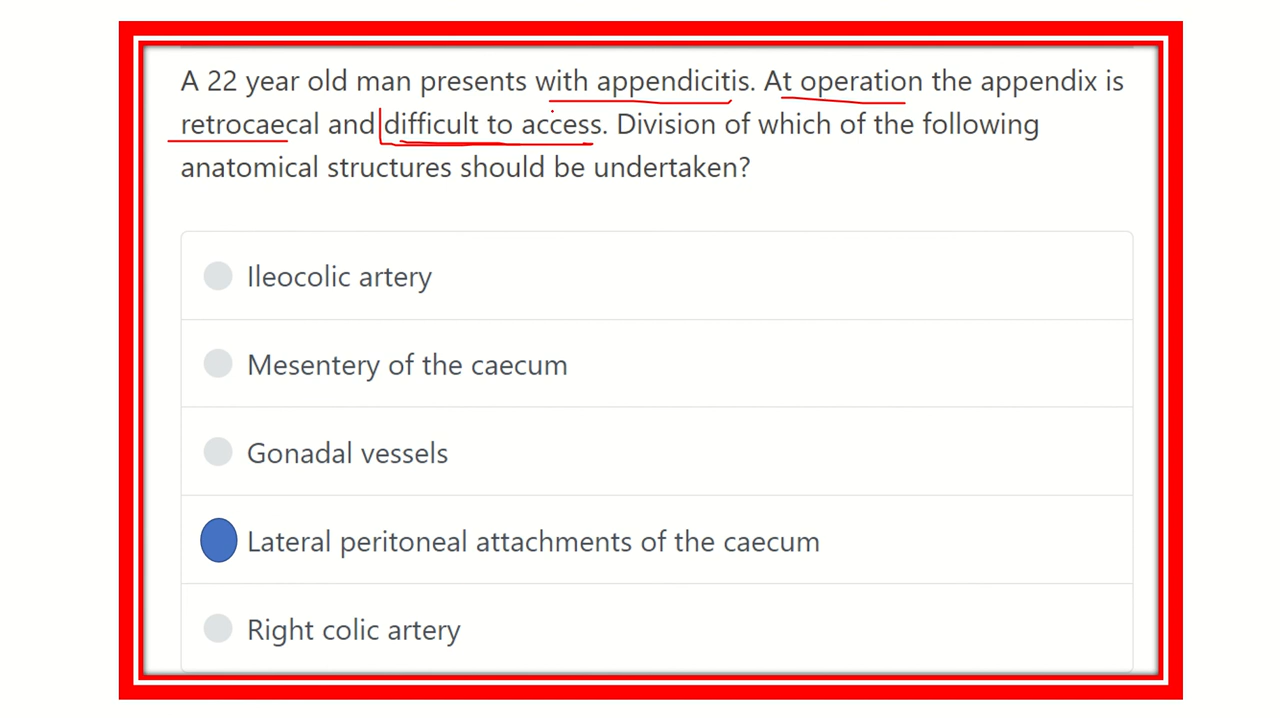 A 22 year old man presents with appendicitis. At operation the appendix is
retrocaecal and difficult to access. Division of which of the following
anatomical structures should be undertaken?
Ileocolic artery
Mesentery of the caecum
Gonadal vessels
Lateral peritoneal attachments of the caecum
Right colic artery